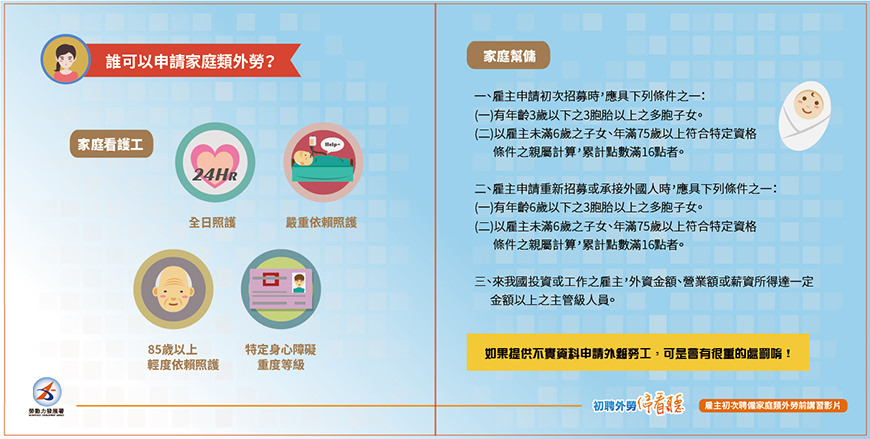 誰可以申請家庭類外勞？
家庭看護工
24HR
Help~
全日照護
嚴重依賴照護
85歲以上
輕度依賴照護
特定身心障礙
重度等級
勞動力發展署
家庭幫傭
一、雇主申請初次招募時，應具下列條件之一：
(一)有年齡3歲以下之3胞胎以上之多胞子女。
(二)以雇主未滿6歲之子女、年滿75歲以上符合特定資格
條件之親屬計算，累計點數滿16點者。
二、雇主申請重新招募或承接外國人時，應具下列條件之一：
(一)有年齡6歲以下之3胞胎以上之多胞子女。
(二)以雇主未滿6歲之子女、年滿75歲以上符合特定資格
條件之親屬計算，累計點數滿16點者。
三、來我國投資或工作之雇主，外資金額、營業額或薪資所得達一定
金額以上之主管級人員。
如果提供不實資料申請外籍勞工，可是會有很重的處罰唷！
初聘外勞停看聽
雇主初次聘僱家庭類外勞前講習影片